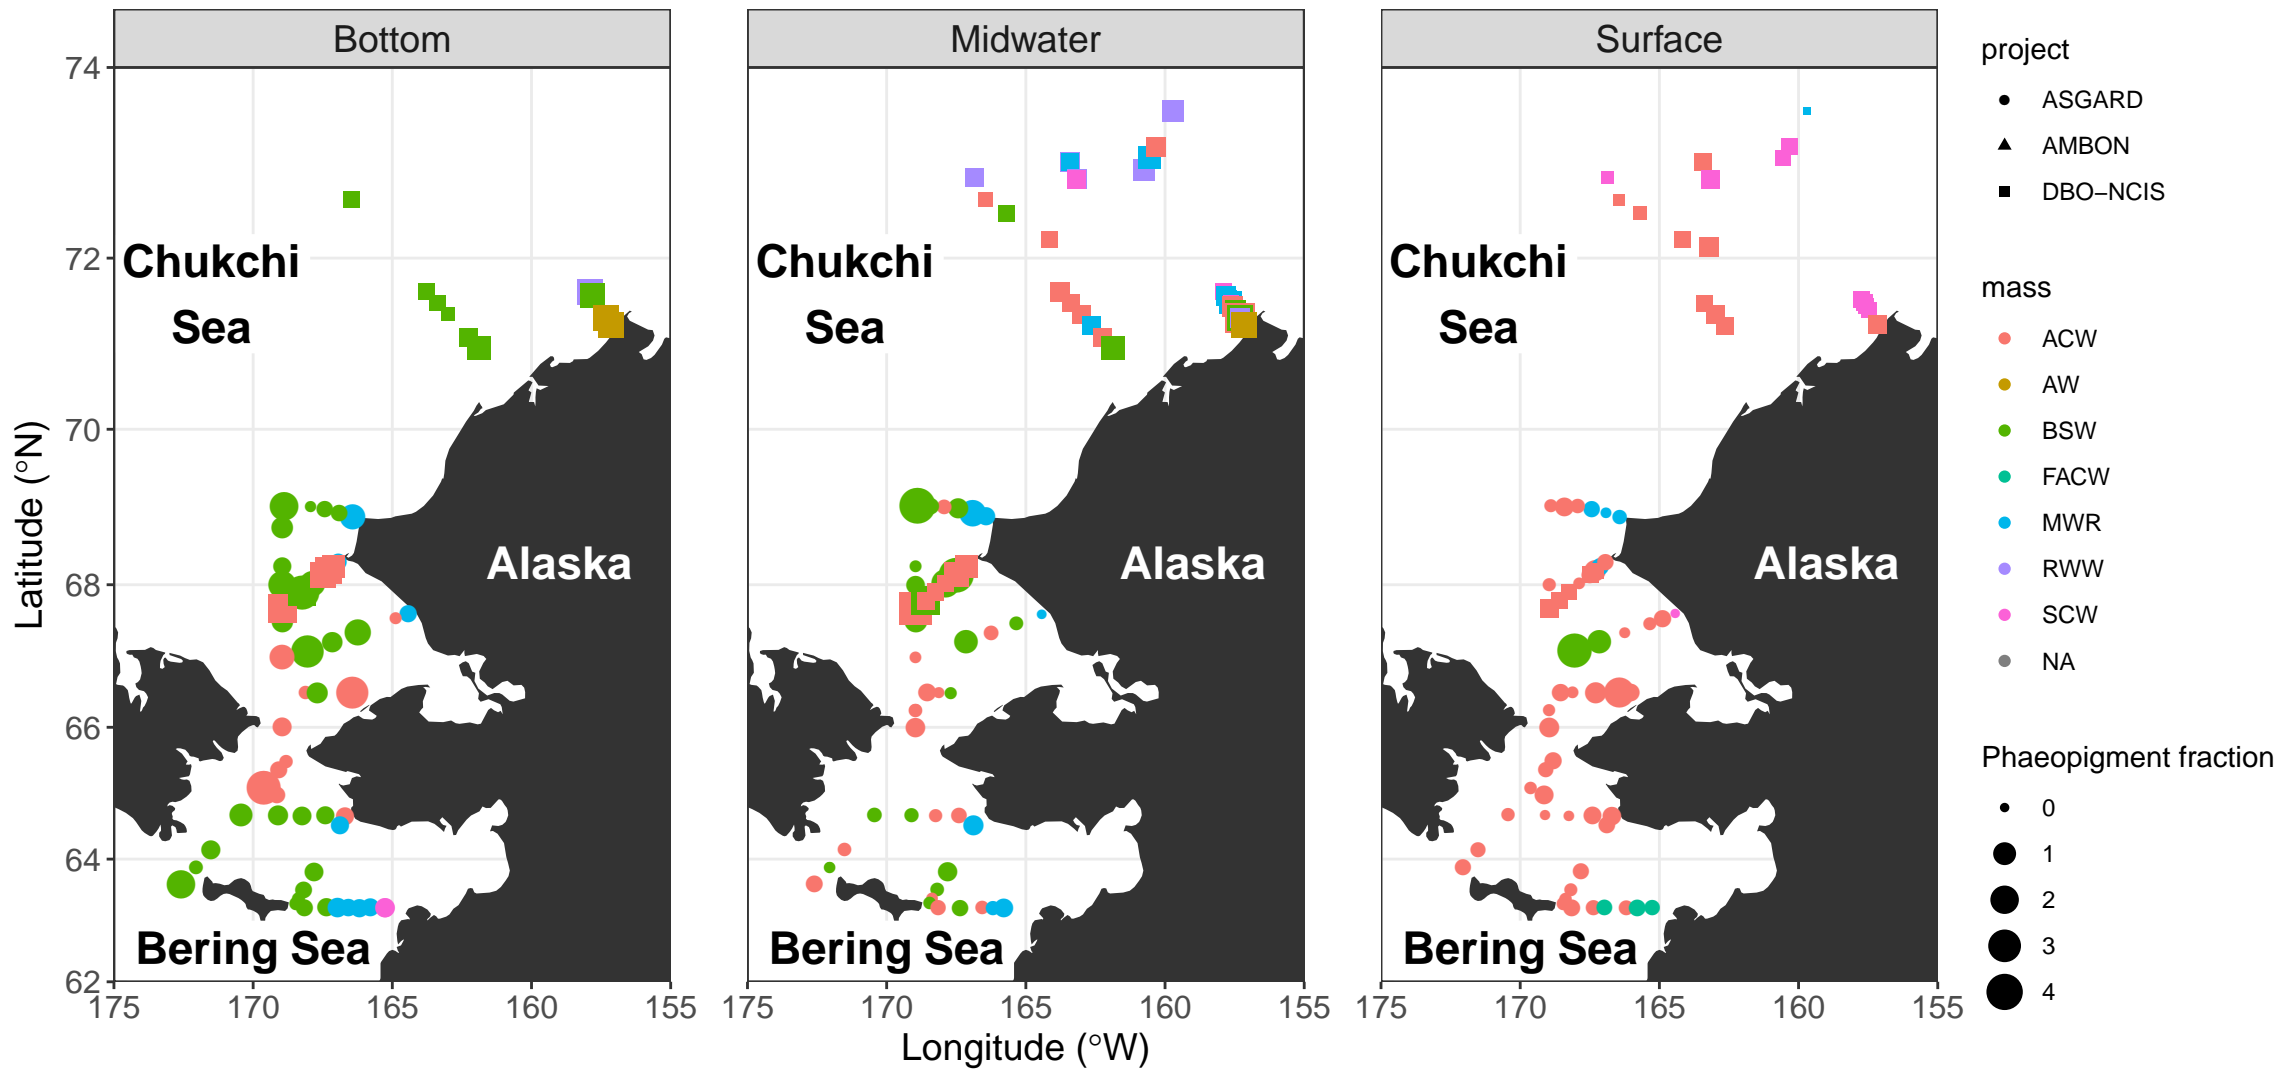 Bottom
Midwater
Surface
74
72
70
68
66
64
62
Latitude (°N)
Chukchi
Sea
Alaska
Bering Sea
Chukchi
Sea
Alaska
Bering Sea
Chukchi
Sea
Alaska
Bering Sea
175 170 165 160 155
175 170 165 160 155
175 170 165 160 155
Longitude (°W)
project
ASGARD
AMBON
DBO−NCIS
mass
ACW
AW
BSW
FACW
MWR
RWW
SCW
NA
Phaeopigment fraction
0
1
2
3
4